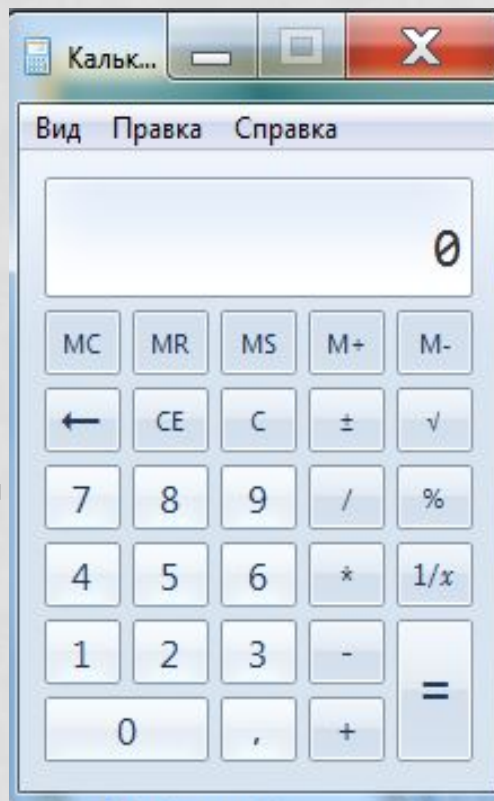 Кальк...
Вид Правка Справка
0
MC MR MS M+ M-
← CE C ± √
7 8 9 / %
4 5 6 * 1/x
1 2 3 - =
0 , +